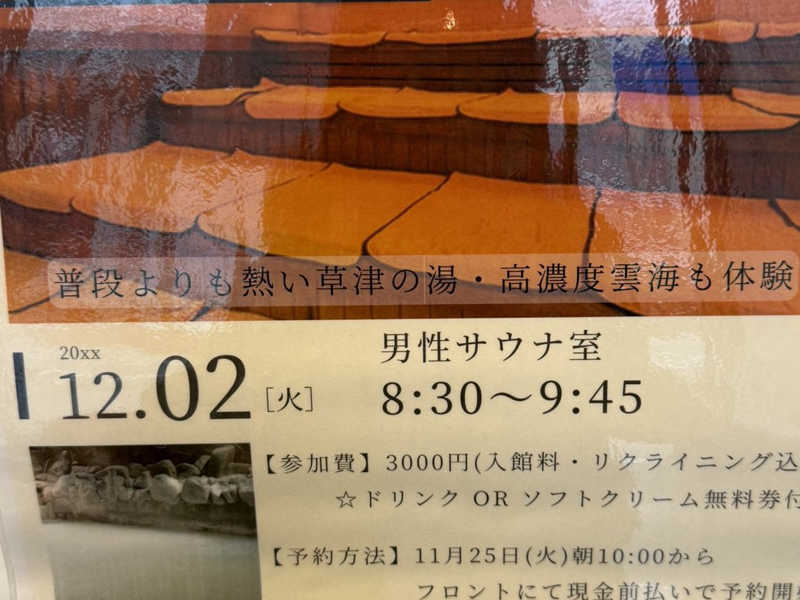 普段よりも熱い草津の湯・高濃度雲海も体験
20xx
12.02［火］
男性サウナ室
8:30〜9:45
【参加費】3000円(入館料・リクライニング込
☆ドリンク OR ソフトクリーム無料券付
【予約方法】11月25日(火)朝10:00から
フロントにて現金前払いで予約開